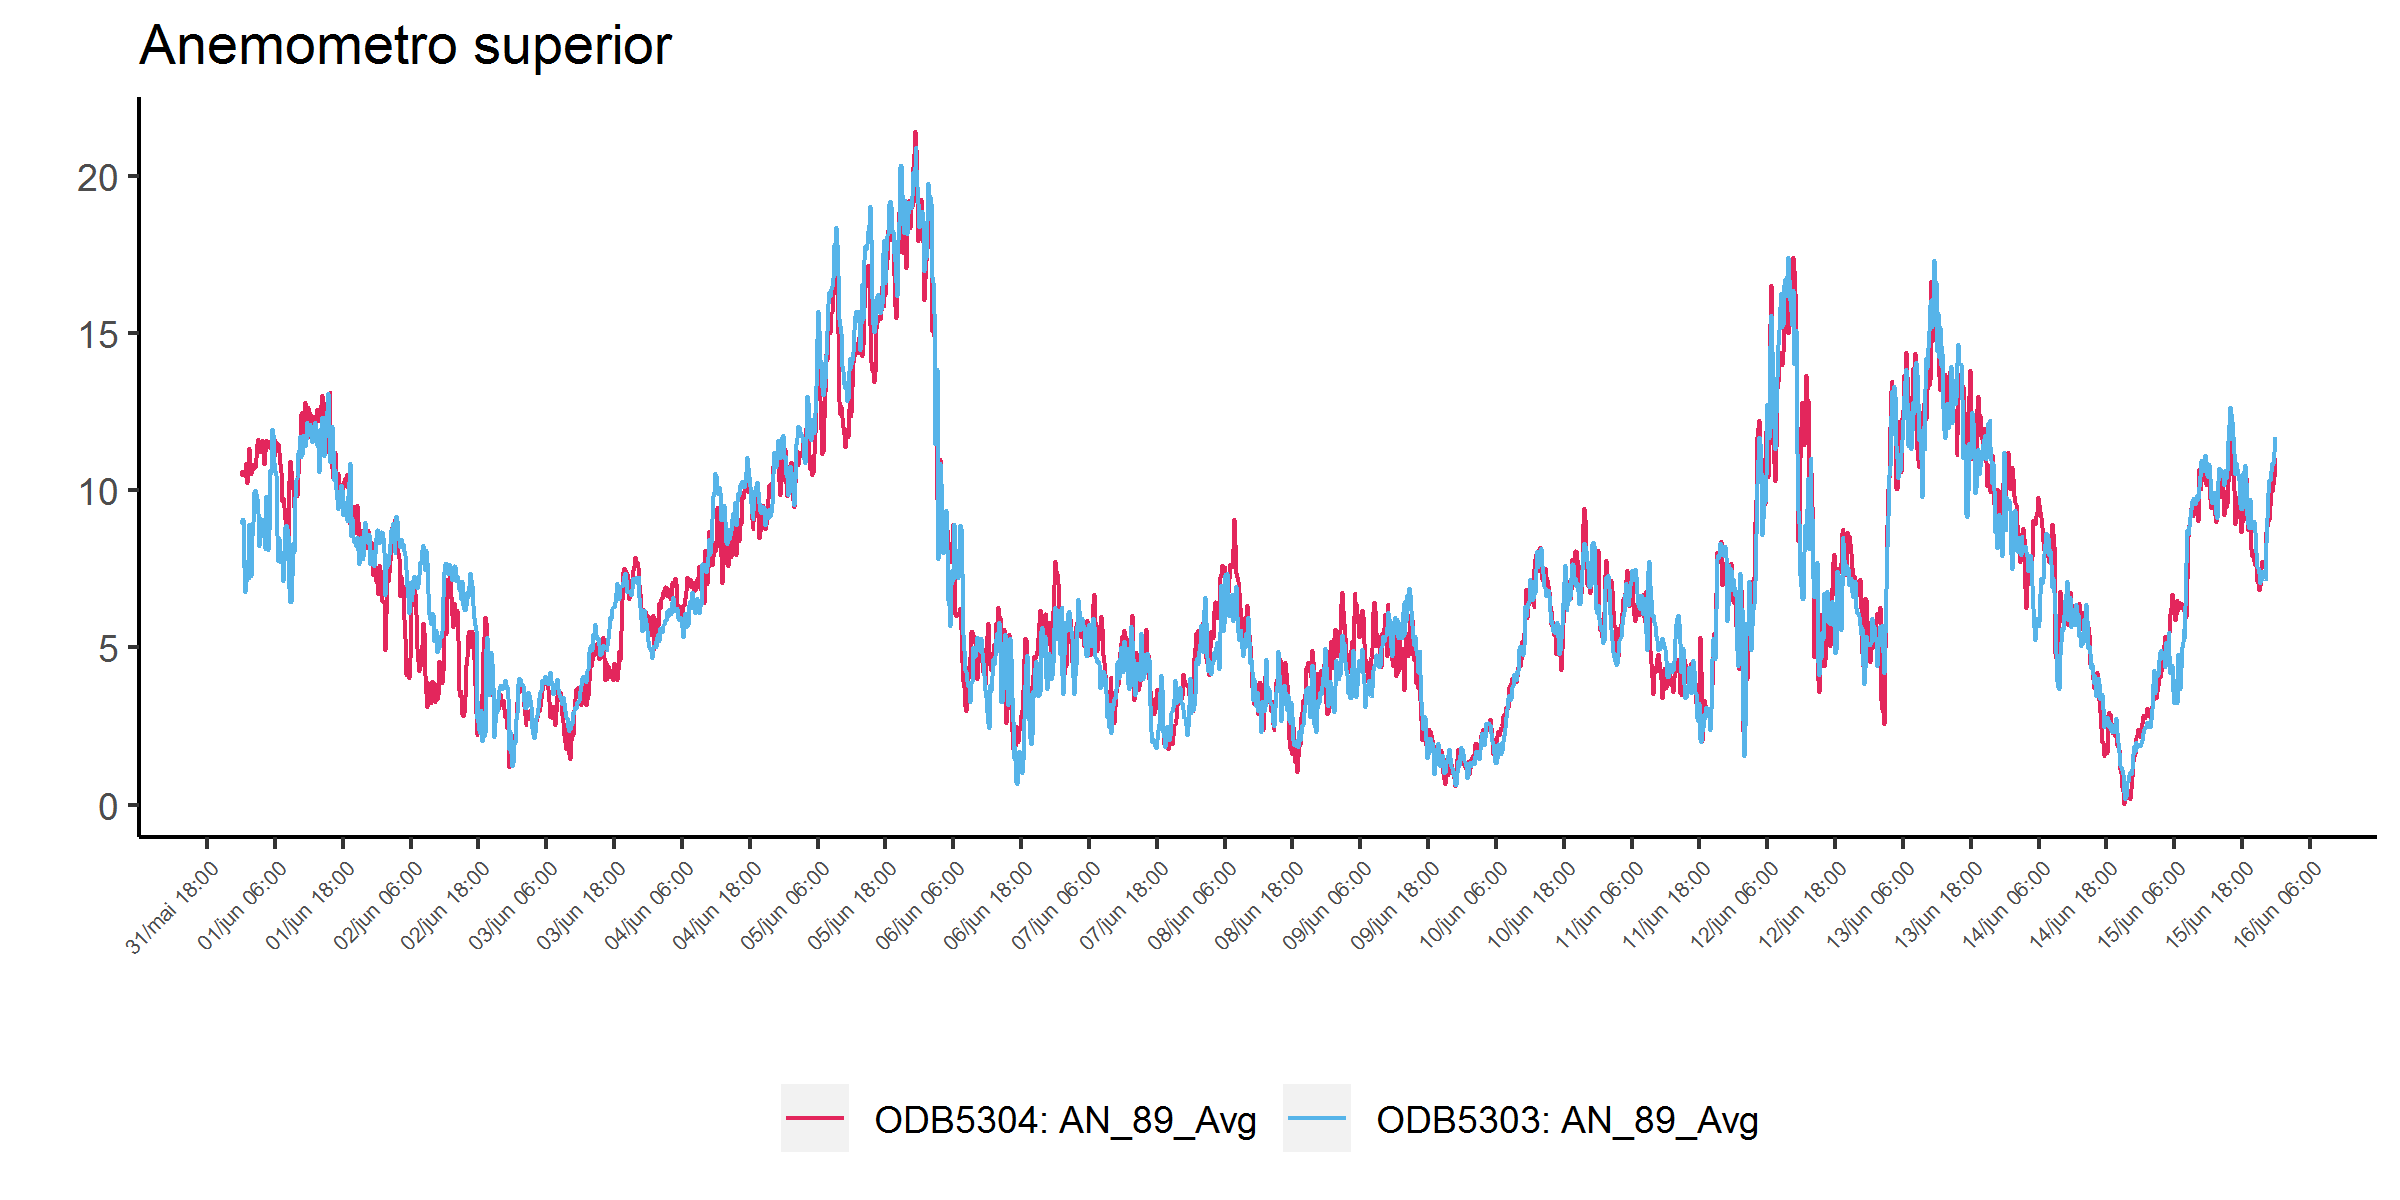 Anemometro superior
20
15
10
5
0
31/mai 18:00
01/jun 06:00
01/jun 18:00
02/jun 06:00
02/jun 18:00
03/jun 06:00
03/jun 18:00
04/jun 06:00
04/jun 18:00
05/jun 06:00
05/jun 18:00
06/jun 06:00
06/jun 18:00
07/jun 06:00
07/jun 18:00
08/jun 06:00
08/jun 18:00
09/jun 06:00
09/jun 18:00
10/jun 06:00
10/jun 18:00
11/jun 06:00
11/jun 18:00
12/jun 06:00
12/jun 18:00
13/jun 06:00
13/jun 18:00
14/jun 06:00
14/jun 18:00
15/jun 06:00
15/jun 18:00
16/jun 06:00
ODB5304: AN_89_Avg
ODB5303: AN_89_Avg